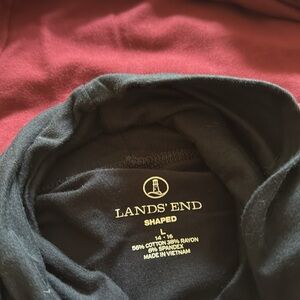 LANDS' END
SHAPED
L
14 - 16
56% COTTON 38% RAYON
6% SPANDEX
MADE IN VIETNAM